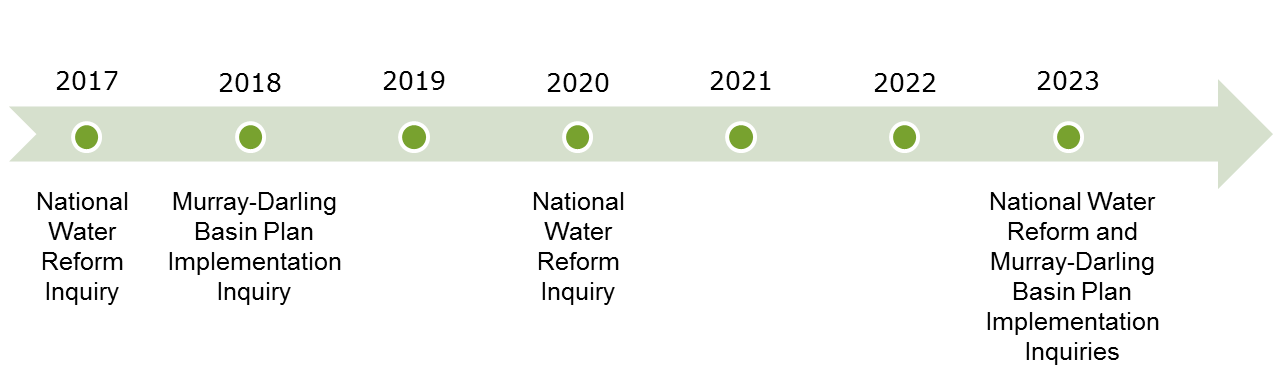 2017
2018
2019
2020
2021
2022
2023
National
Water
Reform
Inquiry
Murray-Darling
Basin Plan
Implementation
Inquiry
National
Water
Reform
Inquiry
National Water
Reform and
Murray-Darling
Basin Plan
Implementation
Inquiries